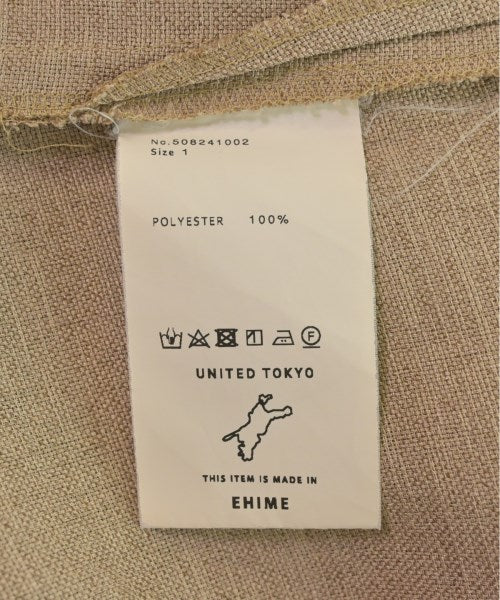 No.508241002
Size 1
POLYESTER 100%
UNITED TOKYO
THIS ITEM IS MADE IN
EHIME